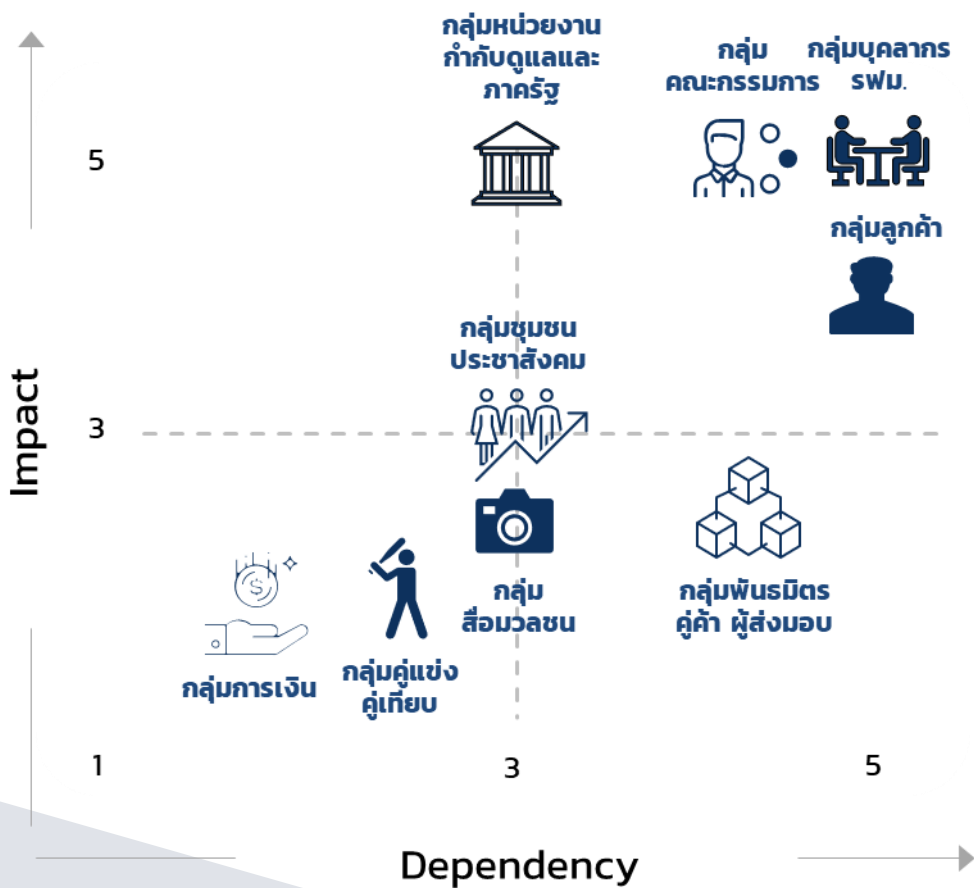 กลุ่มหน่วยงาน
กำกับดูแลและ
ภาครัฐ
กลุ่ม
คณะกรรมการ
กลุ่มบุคลากร
รฟม.
5
กลุ่มลูกค้า
กลุ่มชุมชน
ประชาสังคม
Impact
3
$
กลุ่ม
สื่อมวลชน
กลุ่มพันธมิตร
คู่ค้า ผู้ส่งมอบ
กลุ่มการเงิน
กลุ่มคู่แข่ง
คู่เทียบ
1
3
5
Dependency